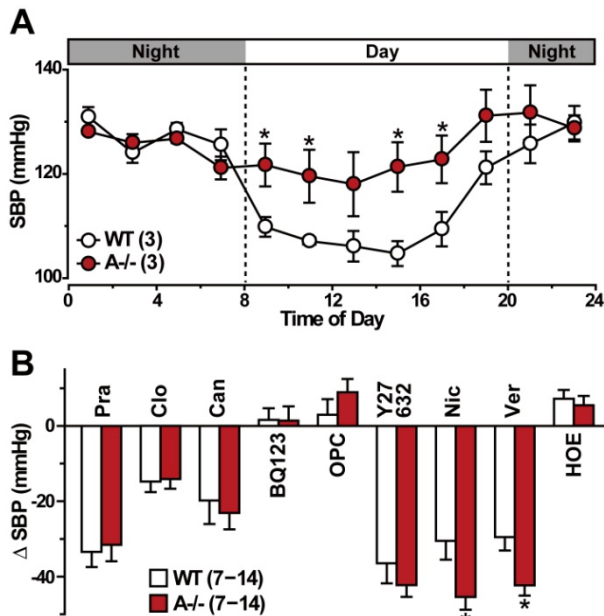 A
Night Day Night
140
120
100
SBP (mmHg)
* * * *
WT (3)
A-/- (3)
0 4 8 12 16 20 24
Time of Day
B
10
0
-20
-40
Δ SBP (mmHg)
Pra Clo Can BQ123 OPC Y27 632 Nic Ver HOE
WT (7−14)
A-/- (7−14)
* *